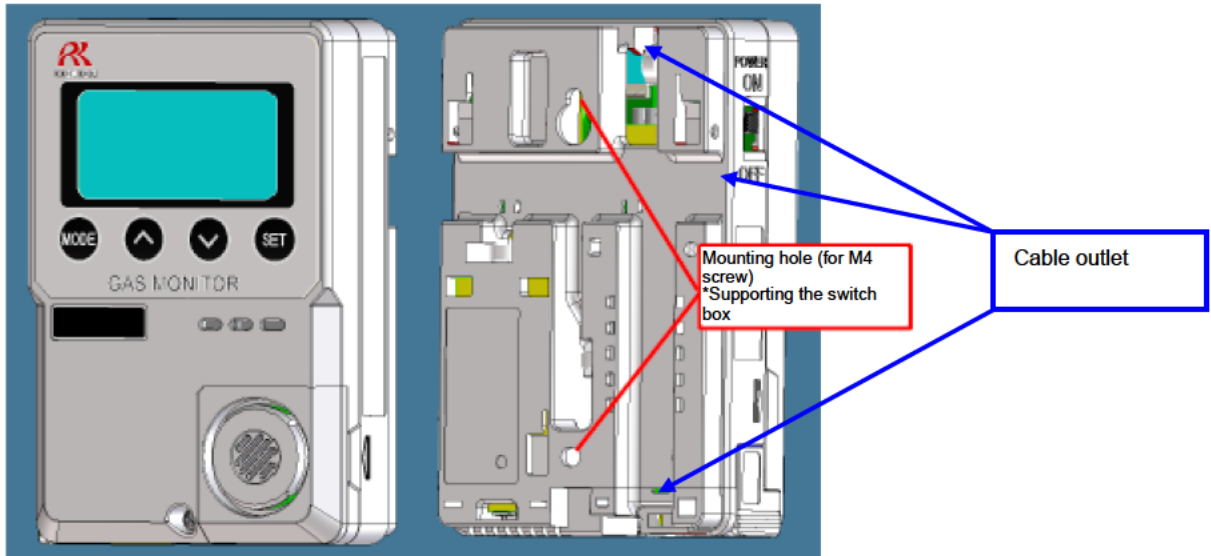 POWER
ON
OFF
MODE
SET
GAS MONITOR
Mounting hole (for M4
screw)
*Supporting the switch
box
Cable outlet